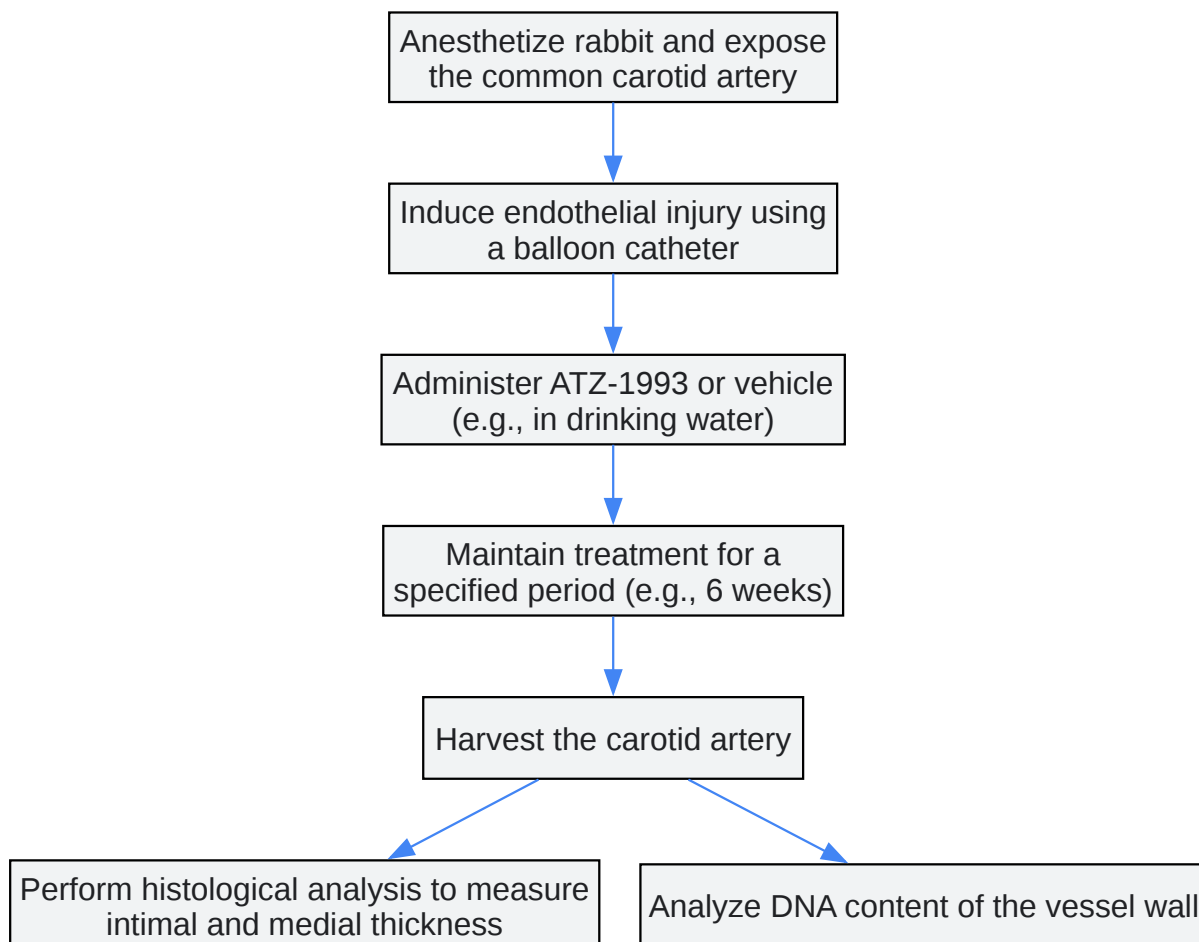 Anesthetize rabbit and expose
the common carotid artery
Induce endothelial injury using
a balloon catheter
Administer ATZ-1993 or vehicle
(e.g., in drinking water)
Maintain treatment for a
specified period (e.g., 6 weeks)
Harvest the carotid artery
Perform histological analysis to measure
intimal and medial thickness
Analyze DNA content of the vessel wall